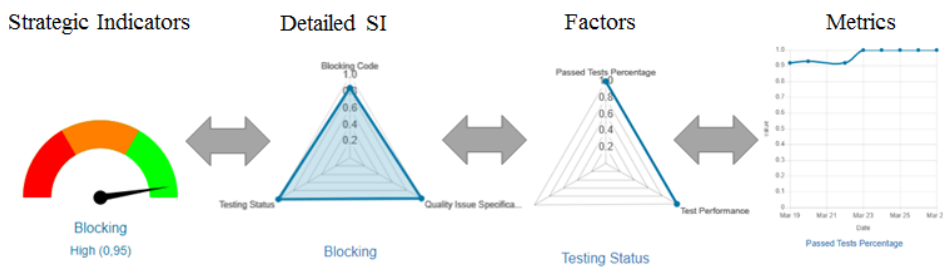 Strategic Indicators
Detailed SI
Factors
Metrics
Blocking
High (0,95)
Blocking Code
1.0
0.8
0.6
0.4
0.2
Testing Status
Quality Issue Specifica...
Blocking
Passed Tests Percentage
1.0
0.8
0.6
0.4
0.2
Test Performance
Testing Status
1.0
0.9
0.8
0.7
0.6
0.5
0.4
0.3
0.2
0.1
0
value
Mar 19
Mar 21
Mar 23
Mar 25
Mar 2
Date
Passed Tests Percentage